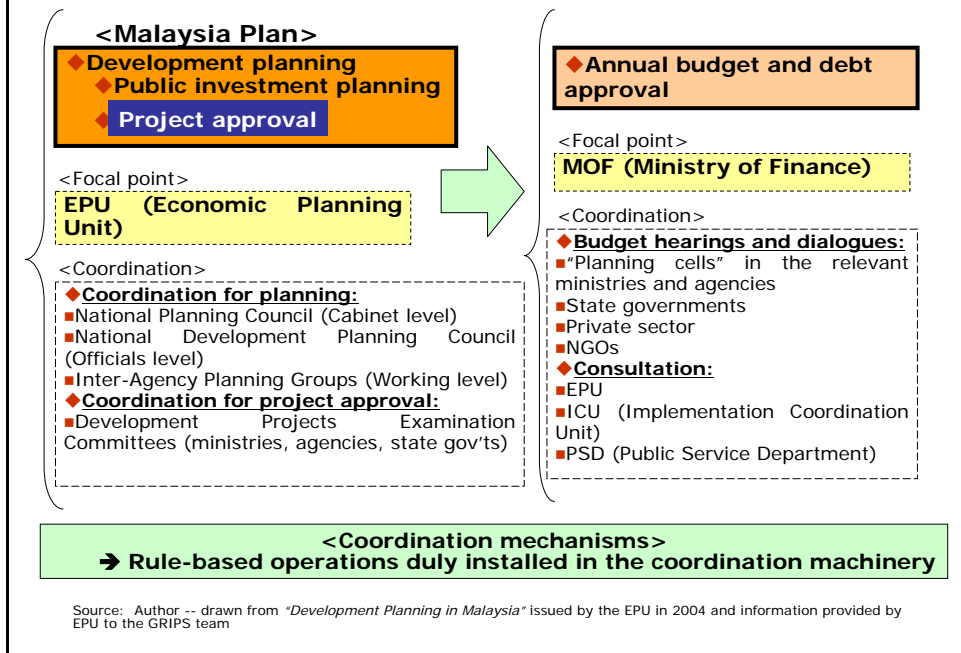 <Malaysia Plan>
◆Development planning
◆Public investment planning
◆ Project approval
<Focal point>
EPU (Economic Planning
Unit)
<Coordination>
◆Coordination for planning:
■National Planning Council (Cabinet level)
■National Development Planning Council
(Officials level)
■Inter-Agency Planning Groups (Working level)
◆Coordination for project approval:
■Development Projects Examination
Committees (ministries, agencies, state gov'ts)
◆Annual budget and debt
approval
<Focal point>
MOF (Ministry of Finance)
<Coordination>
◆Budget hearings and dialogues:
■“Planning cells” in the relevant
ministries and agencies
■State governments
■Private sector
■NGOs
◆Consultation:
■EPU
■ICU (Implementation Coordination
Unit)
■PSD (Public Service Department)
<Coordination mechanisms>
➔ Rule-based operations duly installed in the coordination machinery
Source: Author -- drawn from “Development Planning in Malaysia” issued by the EPU in 2004 and information provided by
EPU to the GRIPS team